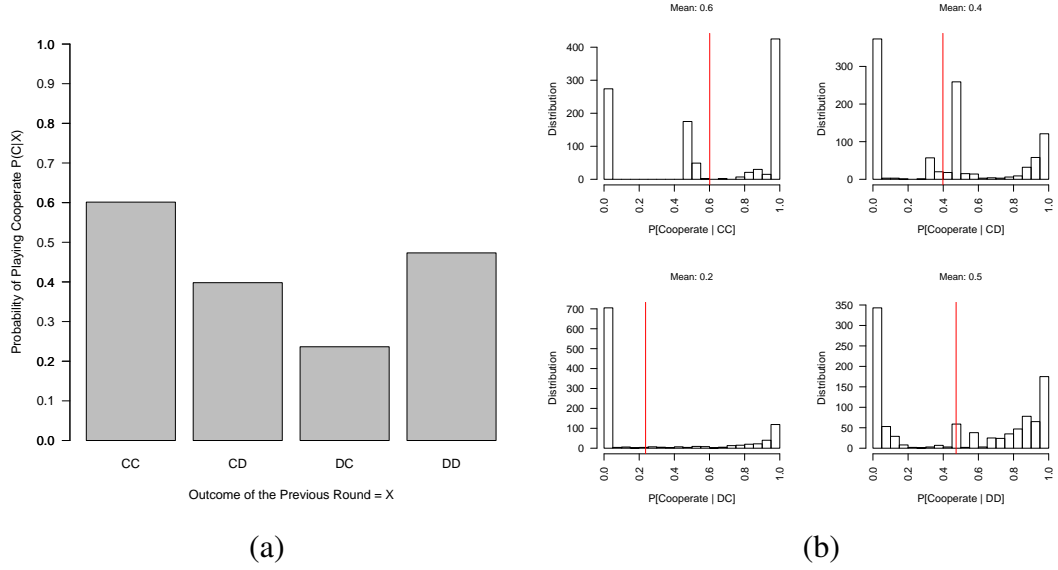 Probability of Playing Cooperate P(C|X)
1.0
0.9
0.8
0.7
0.6
0.5
0.4
0.3
0.2
0.1
0.0
CC CD DC DD
Outcome of the Previous Round = X
(a)
Mean: 0.6
Distribution
400
300
200
100
0
0.0 0.2 0.4 0.6 0.8 1.0
P[Cooperate | CC]
Mean: 0.4
Distribution
300
200
100
0
0.0 0.2 0.4 0.6 0.8 1.0
P[Cooperate | CD]
Mean: 0.2
Distribution
700
600
500
400
300
200
100
0
0.0 0.2 0.4 0.6 0.8 1.0
P[Cooperate | DC]
Mean: 0.5
Distribution
350
300
250
200
150
100
50
0
0.0 0.2 0.4 0.6 0.8 1.0
P[Cooperate | DD]
(b)